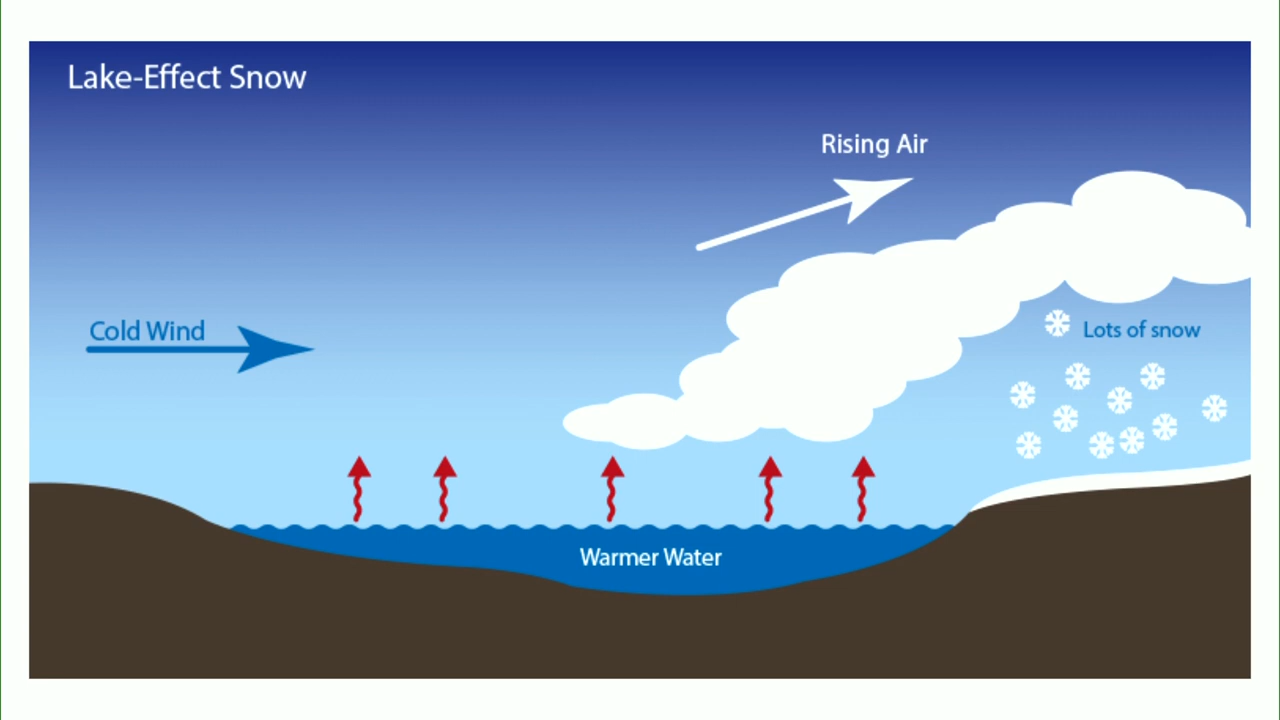 Lake-Effect Snow
Rising Air
Cold Wind
Lots of snow
Warmer Water